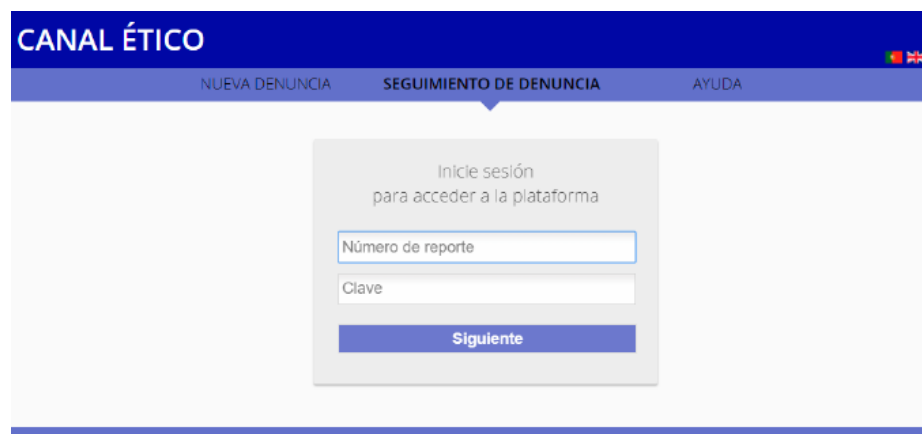 CANAL ÉTICO
NUEVA DENUNCIA SEGUIMIENTO DE DENUNCIA AYUDA
Inicie sesión
para acceder a la plataforma
Número de reporte
Clave
Siguiente